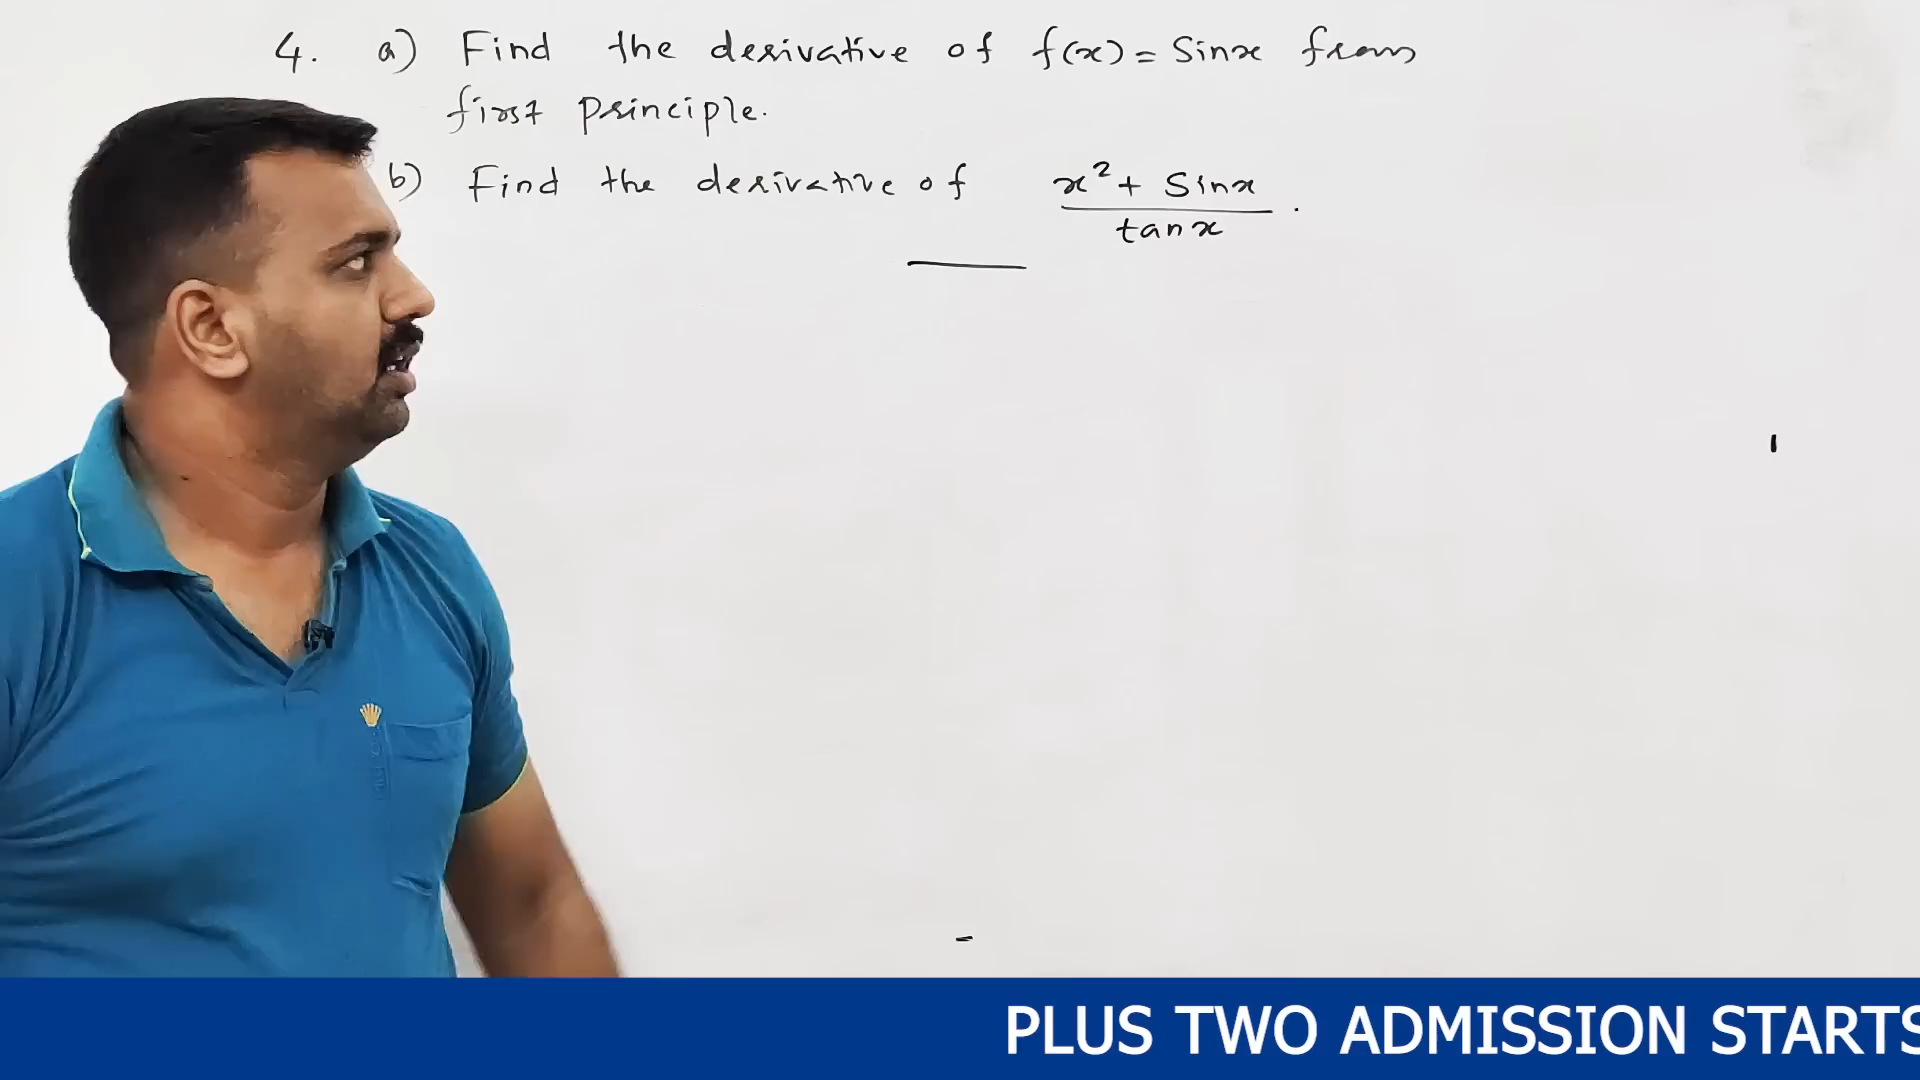 4. a) Find the derivative of f(x) = Sinx from
first principle.
b) Find the derivative of x² + Sinx / tanx .
PLUS TWO ADMISSION STARTS